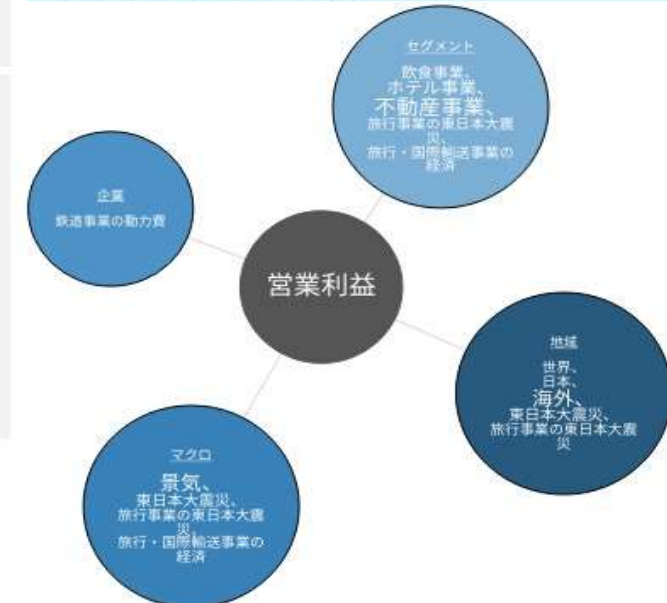 セグメント
飲食事業、
ホテル事業、
不動産事業、
旅行事業の東日本大震
災、
旅行・国際輸送事業の
経済
企業
鉄道事業の動力費
営業利益
地域
世界、
日本、
海外、
東日本大震災、
旅行事業の東日本大震
災
マクロ
景気、
東日本大震災、
旅行事業の東日本大震
災、
旅行・国際輸送事業の
経済